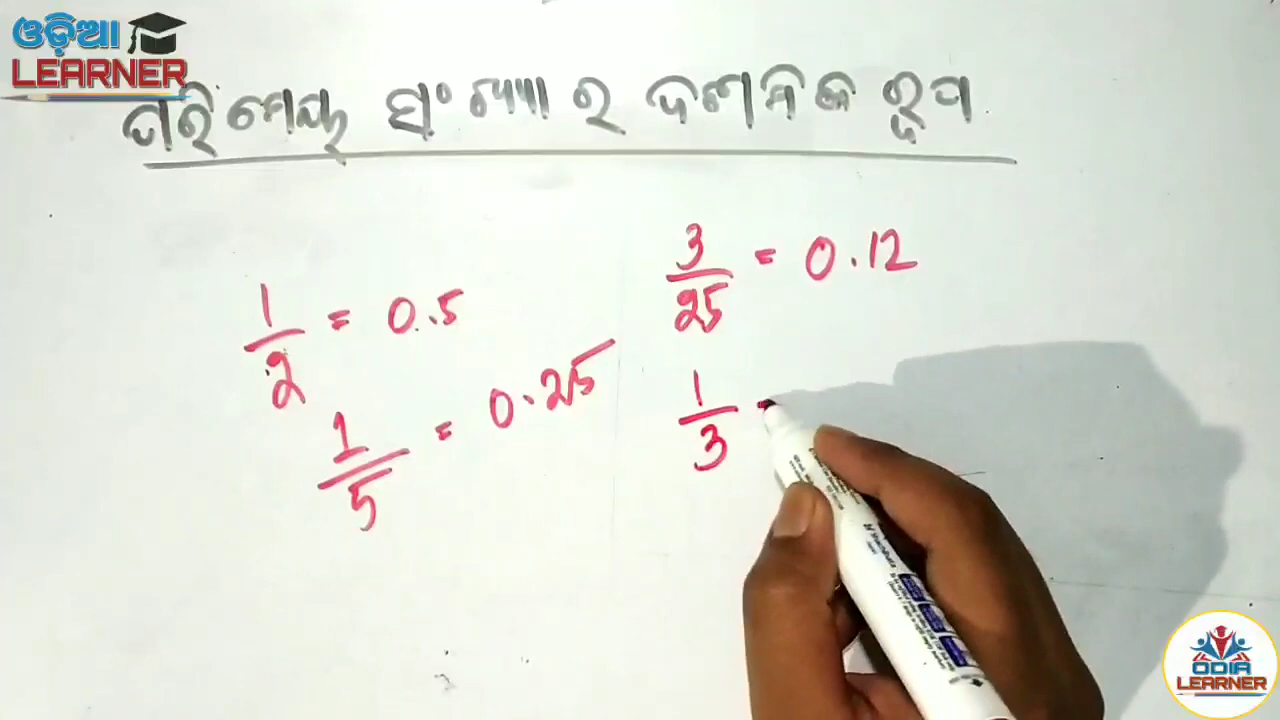 ଓଡ଼ିଆ
LEARNER
ପରିମେୟ ସଂଖ୍ୟାର ଦଶମିକ ରୂପ
1/2 = 0.5
1/5 = 0.25
3/25 = 0.12
1/3
ODIA
LEARNER